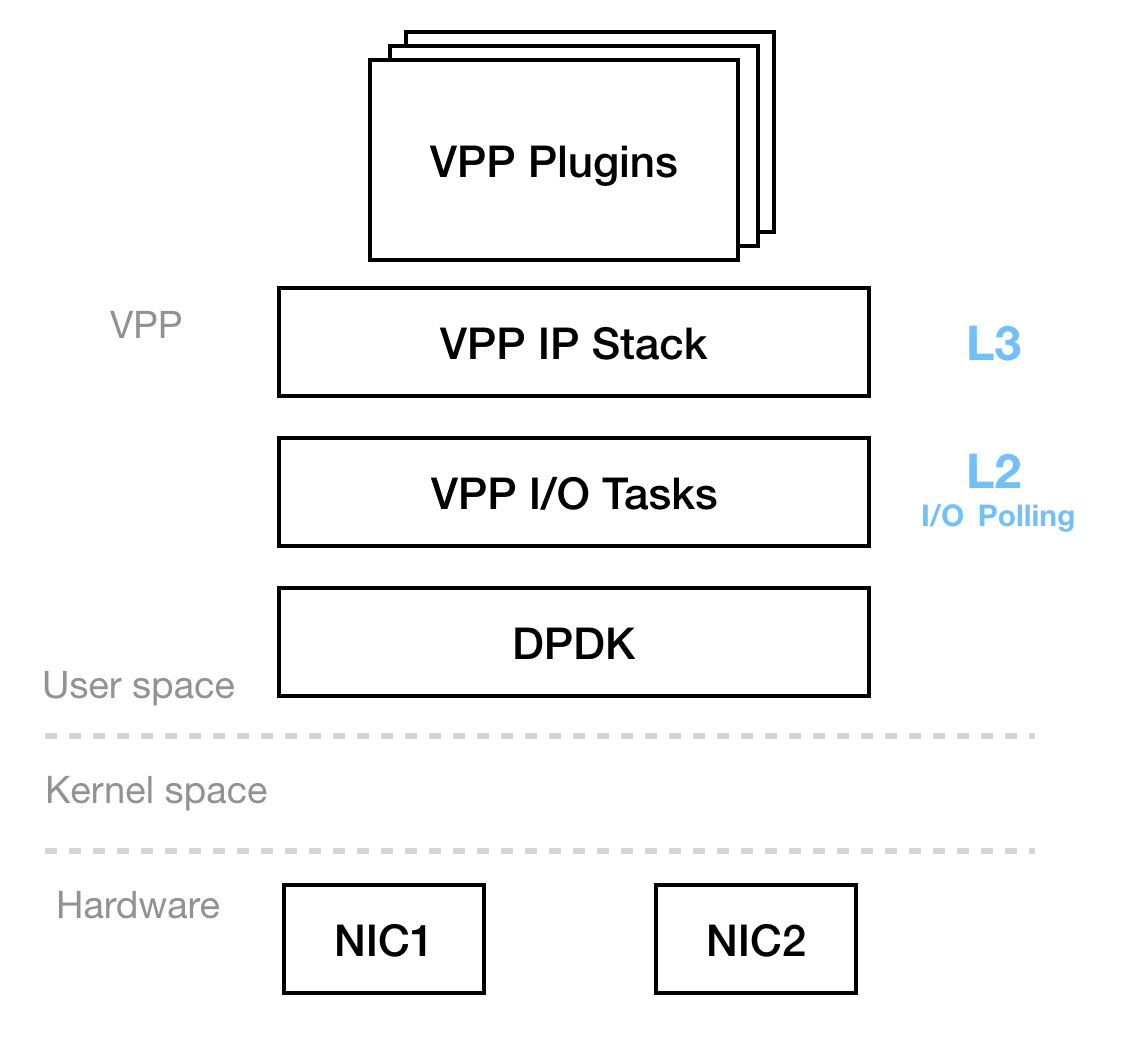 VPP Plugins
VPP
VPP IP Stack
L3
VPP I/O Tasks
L2
I/O Polling
DPDK
User space
Kernel space
Hardware
NIC1
NIC2